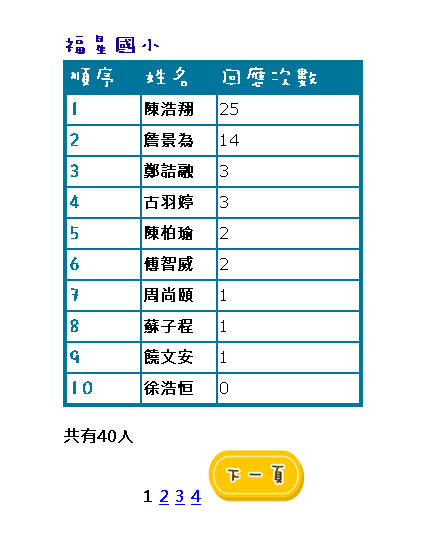 福星國小
順序 姓名 回應次數
1 陳浩翔 25
2 詹景為 14
3 鄭詰融 3
4 古羽婷 3
5 陳柏瑜 2
6 傅智威 2
7 周尚頤 1
8 蘇子程 1
9 饒文安 1
10 徐浩恒 0
共有40人
1 2 3 4 下一頁